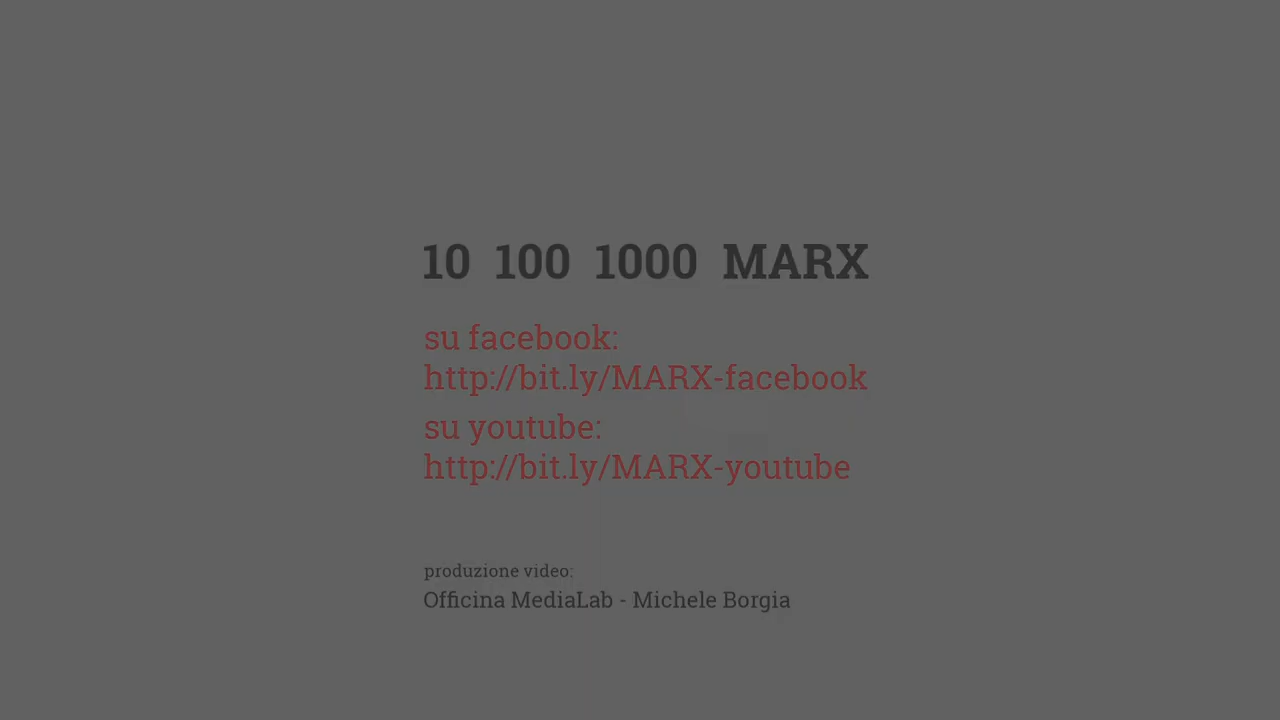 10 100 1000 MARX
su facebook:
http://bit.ly/MARX-facebook
su youtube:
http://bit.ly/MARX-youtube
produzione video:
Officina MediaLab - Michele Borgia